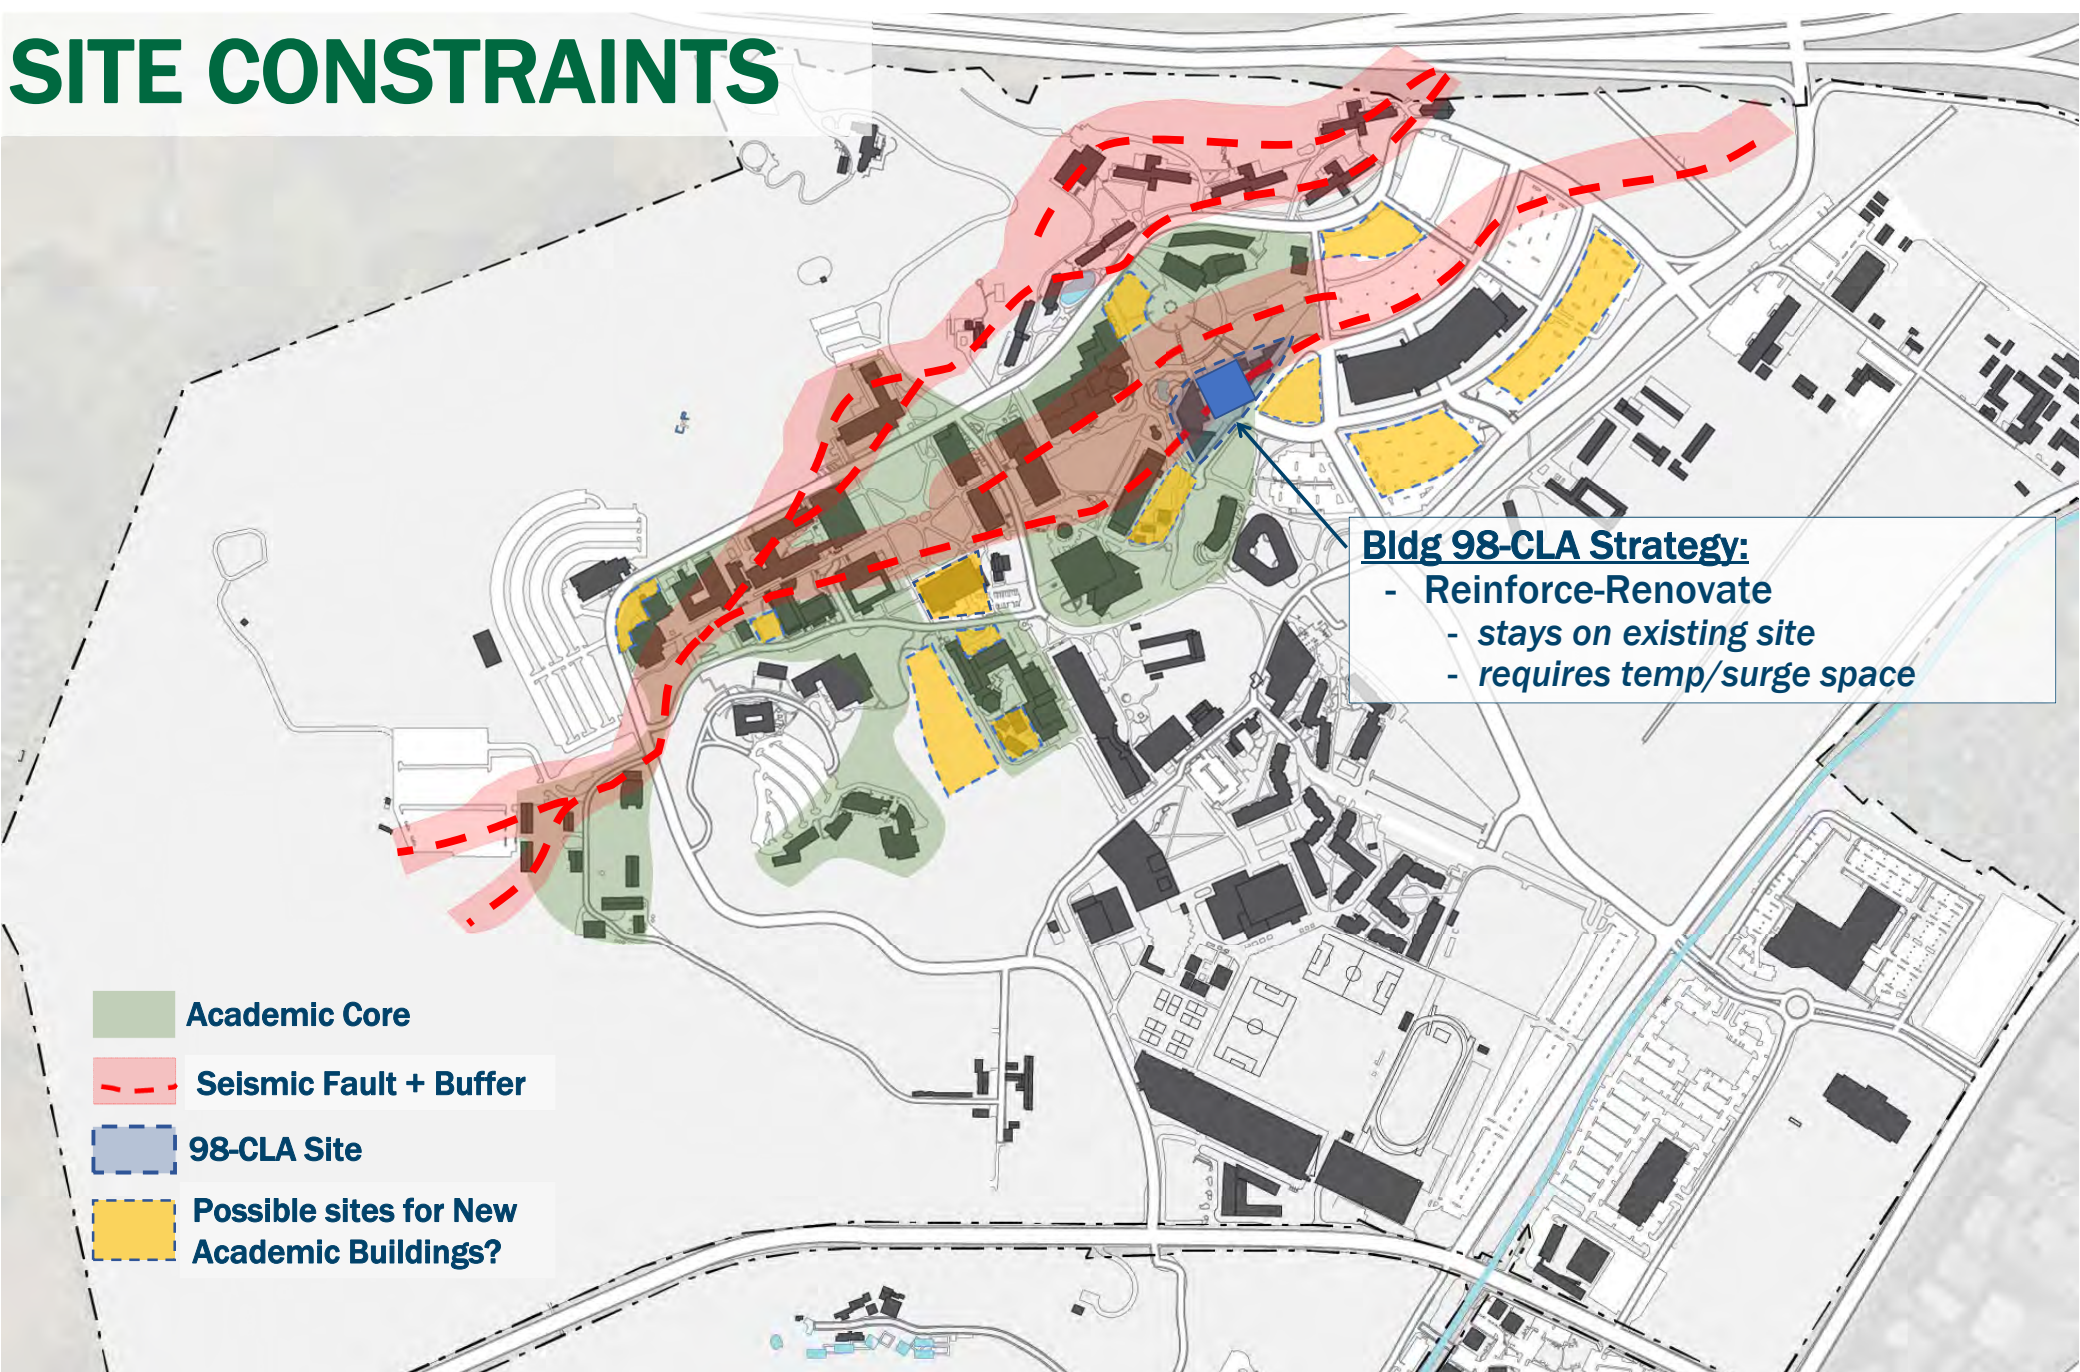 SITE CONSTRAINTS
Bldg 98-CLA Strategy:
- Reinforce-Renovate
- stays on existing site
- requires temp/surge space
Academic Core
Seismic Fault + Buffer
98-CLA Site
Possible sites for New
Academic Buildings?